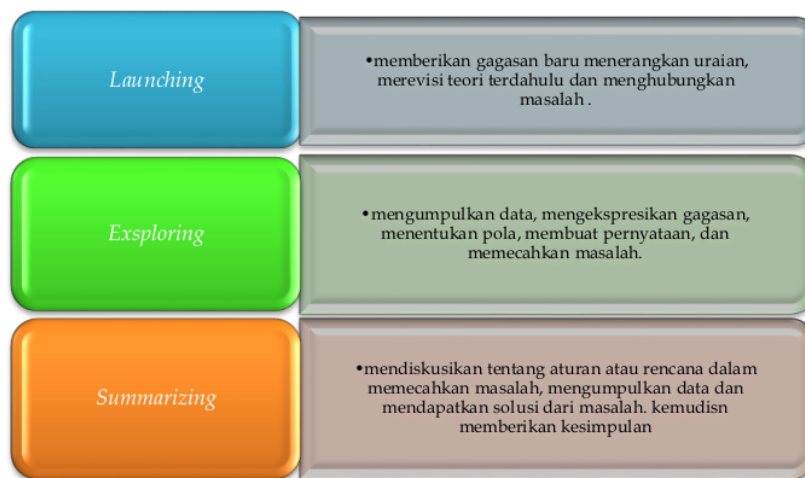 Launching
•memberikan gagasan baru menerangkan uraian,
merevisi teori terdahulu dan menghubungkan
masalah .
Exsploring
•mengumpulkan data, mengekspresikan gagasan,
menentukan pola, membuat pernyataan, dan
memecahkan masalah.
Summarizing
•mendiskusikan tentang aturan atau rencana dalam
memecahkan masalah, mengumpulkan data dan
mendapatkan solusi dari masalah. kemudisn
memberikan kesimpulan